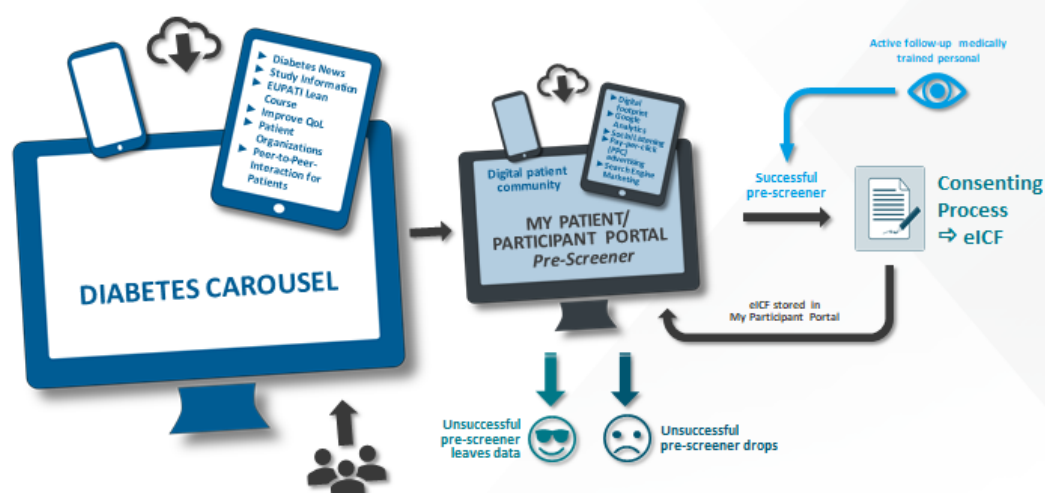 ► Diabetes News
► Study Information
► EUPATI Lean
Course
► Improve QoL
► Patient
Organizations
► Peer-to-Peer-
Interaction for
Patients
DIABETES CAROUSEL
Digital patient
community
► Digital
footprint
► Google
Analytics
► Social Listening
► Pay-per-click
(PPC)
advertising
► Search Engine
Marketing
MY PATIENT/
PARTICIPANT PORTAL
Pre-Screener
Active follow-up medically
trained personal
Successful
pre-screener
Consenting
Process
⇨ eICF
eICF stored in
My Participant Portal
Unsuccessful
pre-screener
leaves data
Unsuccessful
pre-screener drops